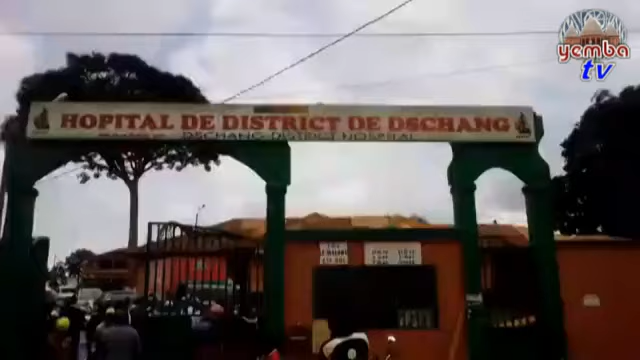 yemba
tv
HOPITAL DE DISTRICT DE DSCHANG
DSCHANG DISTRICT HOSPITAL